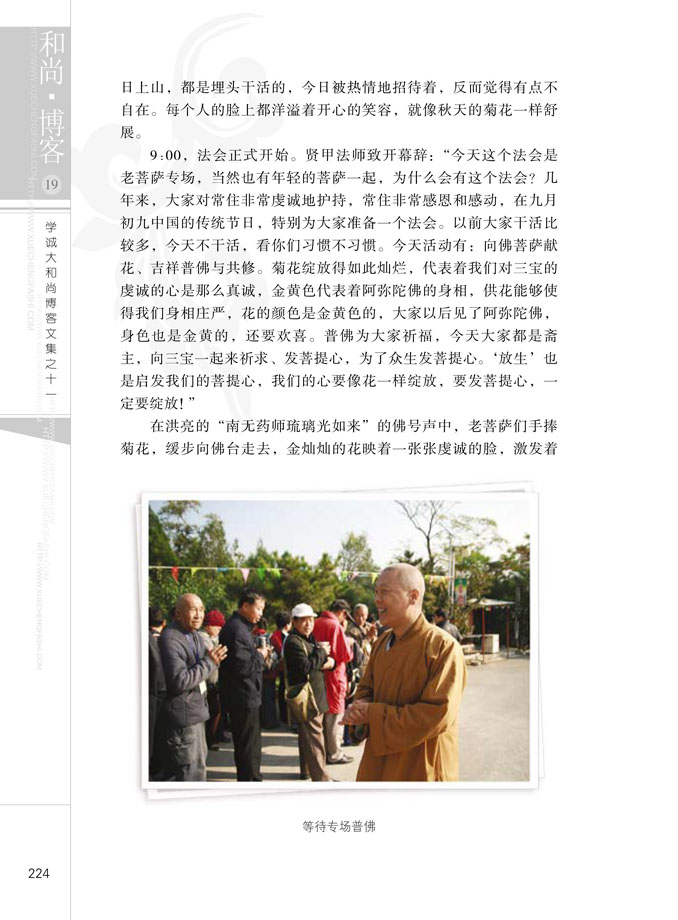 和尚·博客
19
学诚大和尚博客文集之十一
日上山，都是埋头干活的，今日被热情地招待着，反而觉得有点不
自在。每个人的脸上都洋溢着开心的笑容，就像秋天的菊花一样舒
展。
9:00，法会正式开始。贤甲法师致开幕辞：“今天这个法会是
老菩萨专场，当然也有年轻的菩萨一起，为什么会有这个法会？几
年来，大家对常住非常虔诚地护持，常住非常感恩和感动，在九月
初九中国的传统节日，特别为大家准备一个法会。以前大家干活比
较多，今天不干活，看你们习惯不习惯。今天活动有：向佛菩萨献
花、吉祥普佛与共修。菊花绽放得如此灿烂，代表着我们对三宝的
虔诚的心是那么真诚，金黄色代表着阿弥陀佛的身相，供花能够使
得我们身相庄严，花的颜色是金黄色的，大家以后见了阿弥陀佛，
身色也是金黄的，还要欢喜。普佛为大家祈福，今天大家都是斋
主，向三宝一起来祈求、发菩提心，为了众生发菩提心。‘放生’也
是启发我们的菩提心，我们的心要像花一样绽放，要发菩提心，一
定要绽放！”
在洪亮的“南无药师琉璃光如来”的佛号声中，老菩萨们手捧
菊花，缓步向佛台走去，金灿灿的花映着一张张虔诚的脸，激发着
等待专场普佛
224
HTTP://WWW.XUECHENGFASHI.COM